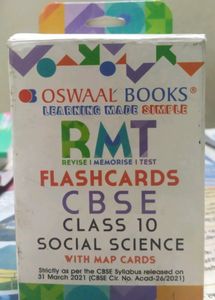 OSWAAL BOOKS®
LEARNING MADE SIMPLE
RMT
REVISE | MEMORISE | TEST
FLASHCARDS
CBSE
CLASS 10
SOCIAL SCIENCE
WITH MAP CARDS
Strictly as per the CBSE Syllabus released on
31 March 2021 (CBSE Cir. No. Acad-26/2021)